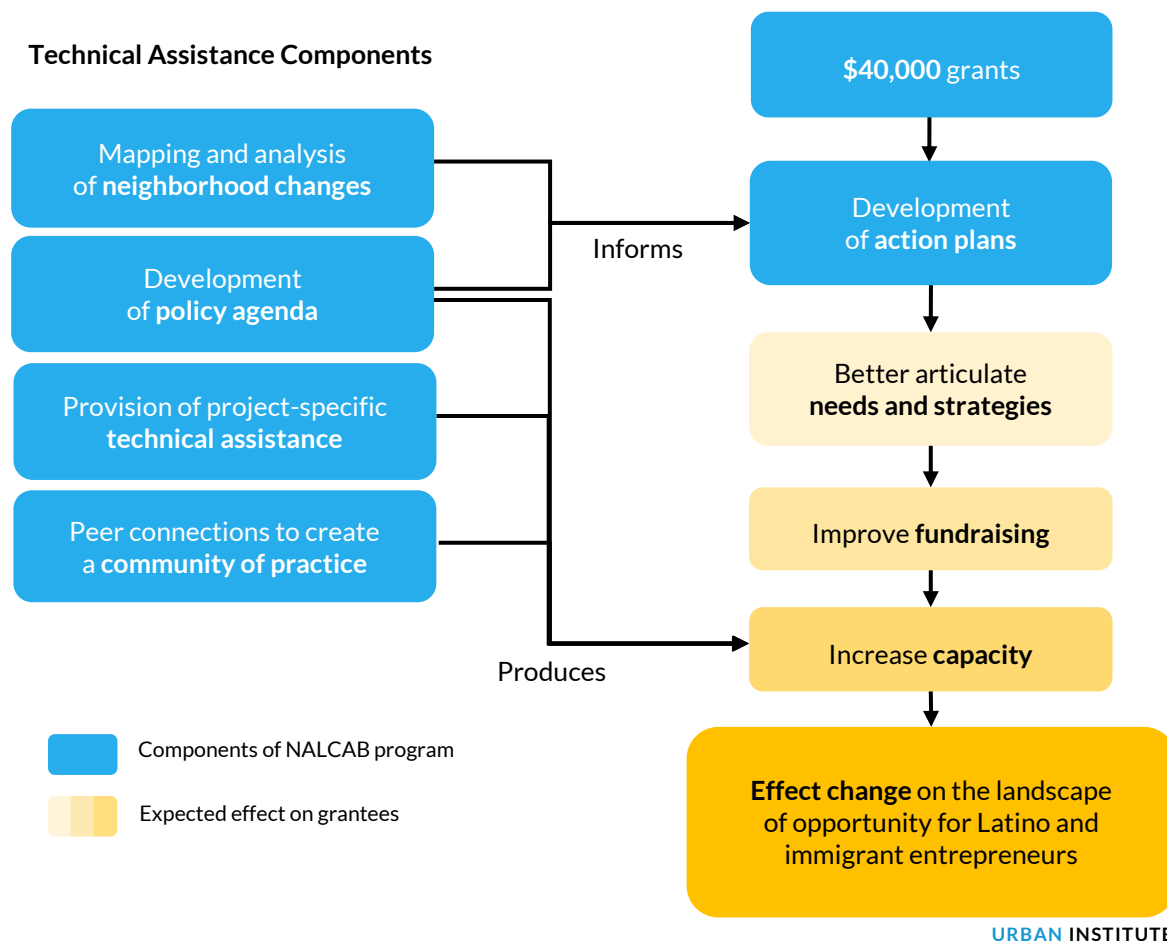 Technical Assistance Components
$40,000 grants
Mapping and analysis
of neighborhood changes
Development
of action plans
Informs
Development
of policy agenda
Better articulate
needs and strategies
Provision of project-specific
technical assistance
Improve fundraising
Peer connections to create
a community of practice
Increase capacity
Produces
Components of NALCAB program
Expected effect on grantees
Effect change on the landscape
of opportunity for Latino and
immigrant entrepreneurs
URBAN INSTITUTE